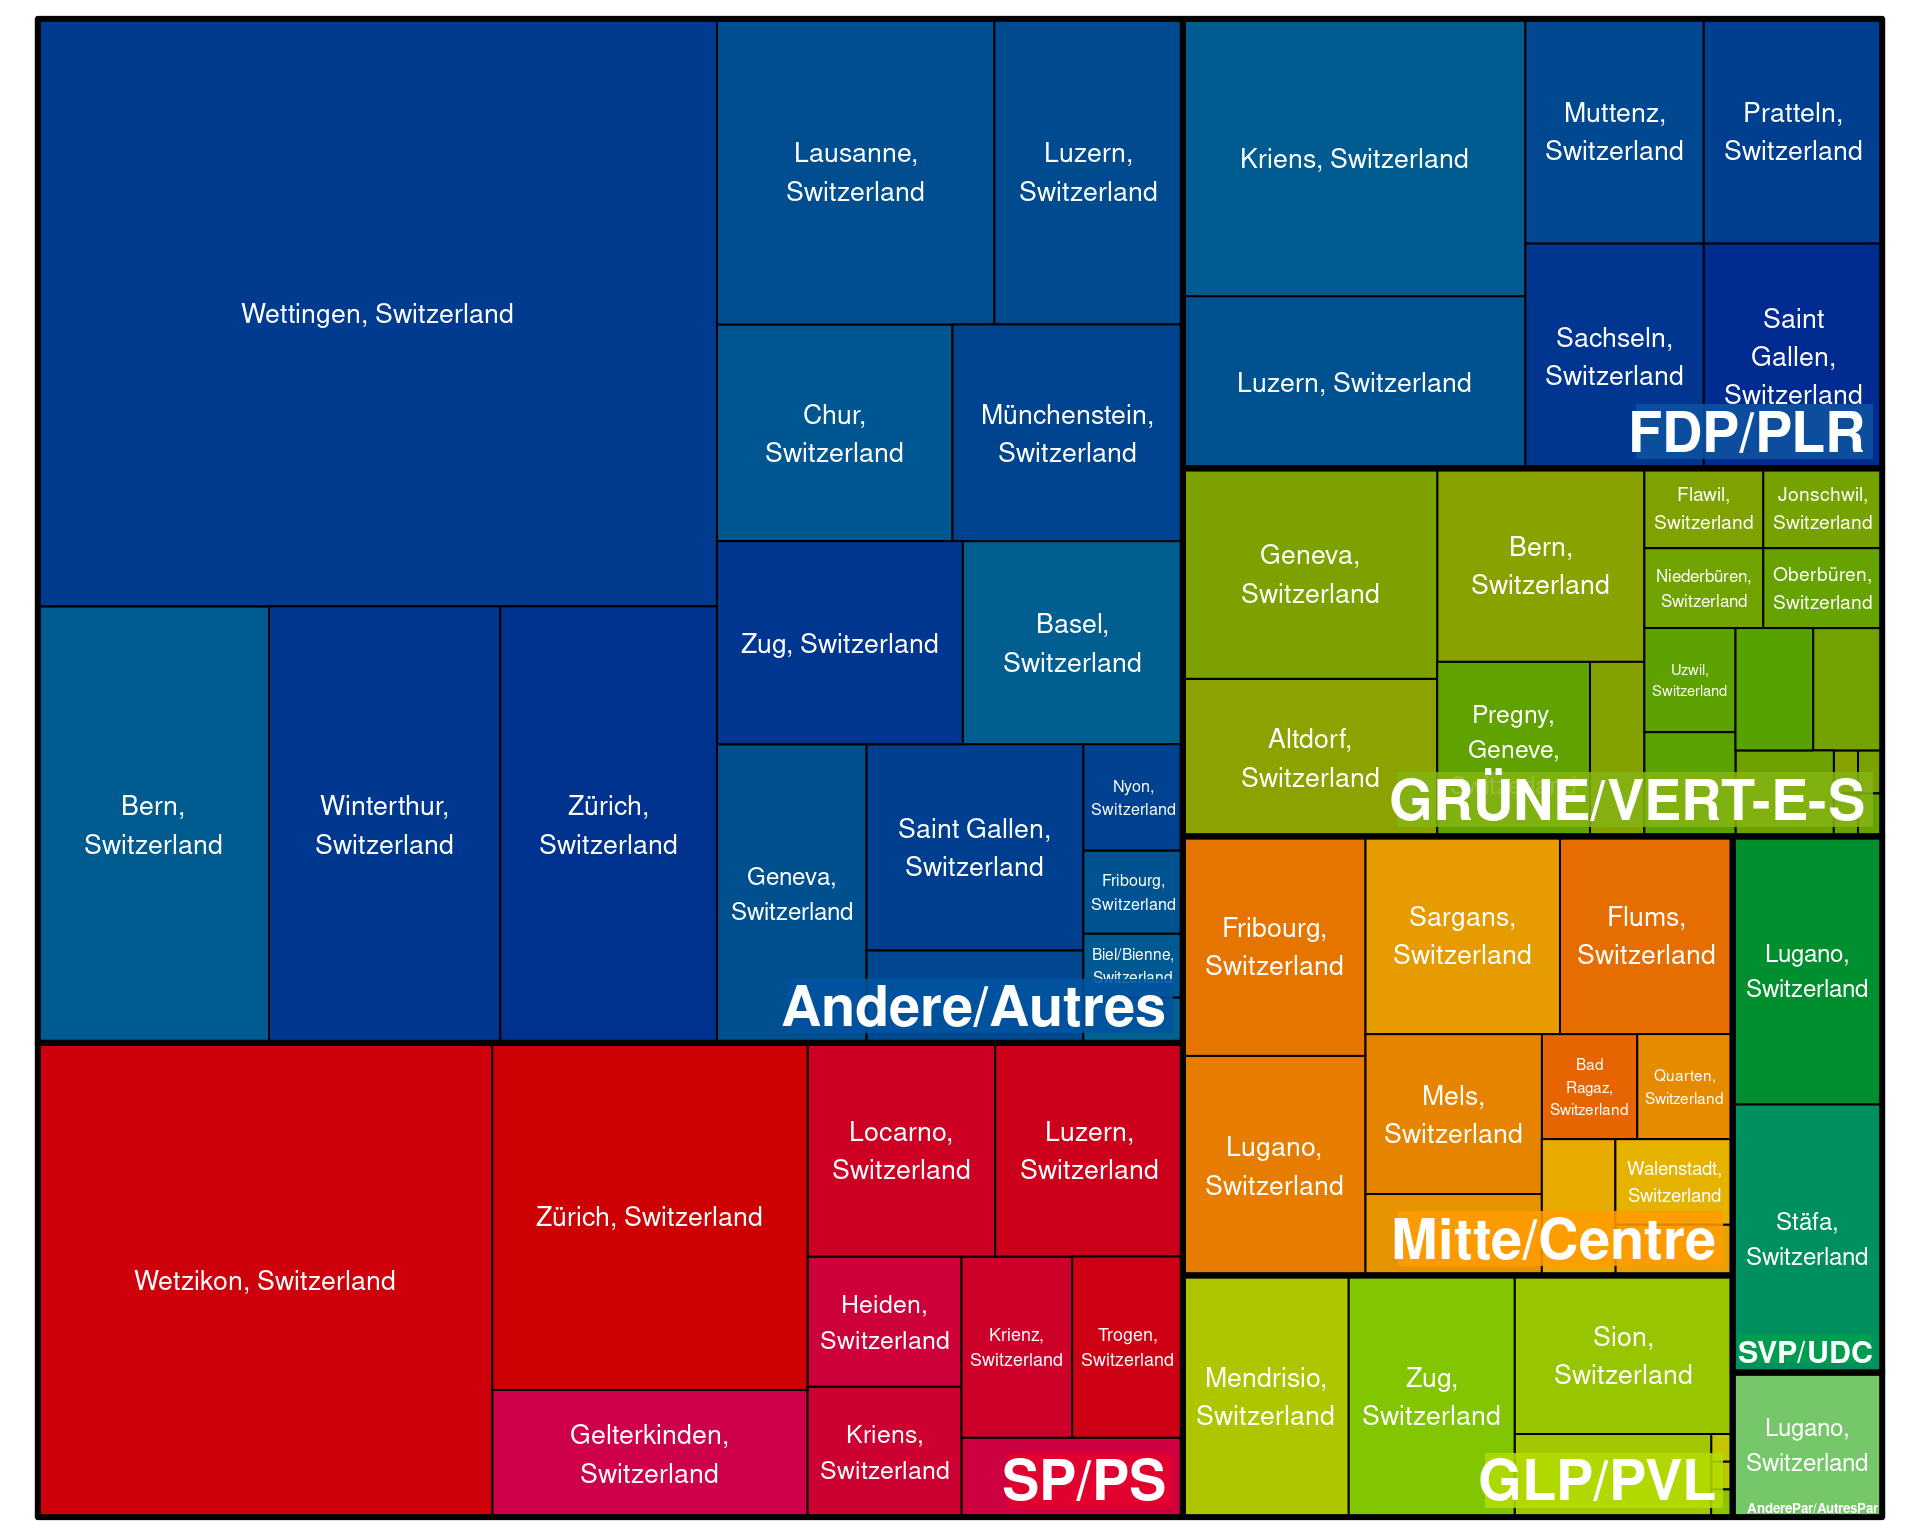 Wettingen, Switzerland
Lausanne,
Switzerland
Luzern,
Switzerland
Chur,
Switzerland
Münchenstein,
Switzerland
Zug, Switzerland
Basel,
Switzerland
Bern,
Switzerland
Winterthur,
Switzerland
Zürich,
Switzerland
Geneva,
Switzerland
Saint Gallen,
Switzerland
Nyon,
Switzerland
Fribourg,
Switzerland
Biel/Bienne,
Switzerland
Andere/Autres
Wetzikon, Switzerland
Zürich, Switzerland
Gelterkinden,
Switzerland
Locarno,
Switzerland
Luzern,
Switzerland
Heiden,
Switzerland
Krienz,
Switzerland
Trogen,
Switzerland
Kriens,
Switzerland
SP/PS
Kriens, Switzerland
Luzern, Switzerland
Muttenz,
Switzerland
Pratteln,
Switzerland
Sachseln,
Switzerland
Saint
Gallen,
Switzerland
FDP/PLR
Geneva,
Switzerland
Altdorf,
Switzerland
Bern,
Switzerland
Pregny,
Geneve,
Switzerland
Flawil,
Switzerland
Jonschwil,
Switzerland
Niederbüren,
Switzerland
Oberbüren,
Switzerland
Uzwil,
Switzerland
GRÜNE/VERT-E-S
Fribourg,
Switzerland
Lugano,
Switzerland
Sargans,
Switzerland
Flums,
Switzerland
Mels,
Switzerland
Bad
Ragaz,
Switzerland
Quarten,
Switzerland
Walenstadt,
Switzerland
Mitte/Centre
Mendrisio,
Switzerland
Zug,
Switzerland
Sion,
Switzerland
GLP/PVL
Lugano,
Switzerland
Stäfa,
Switzerland
SVP/UDC
Lugano,
Switzerland
AnderePar/AutresPar